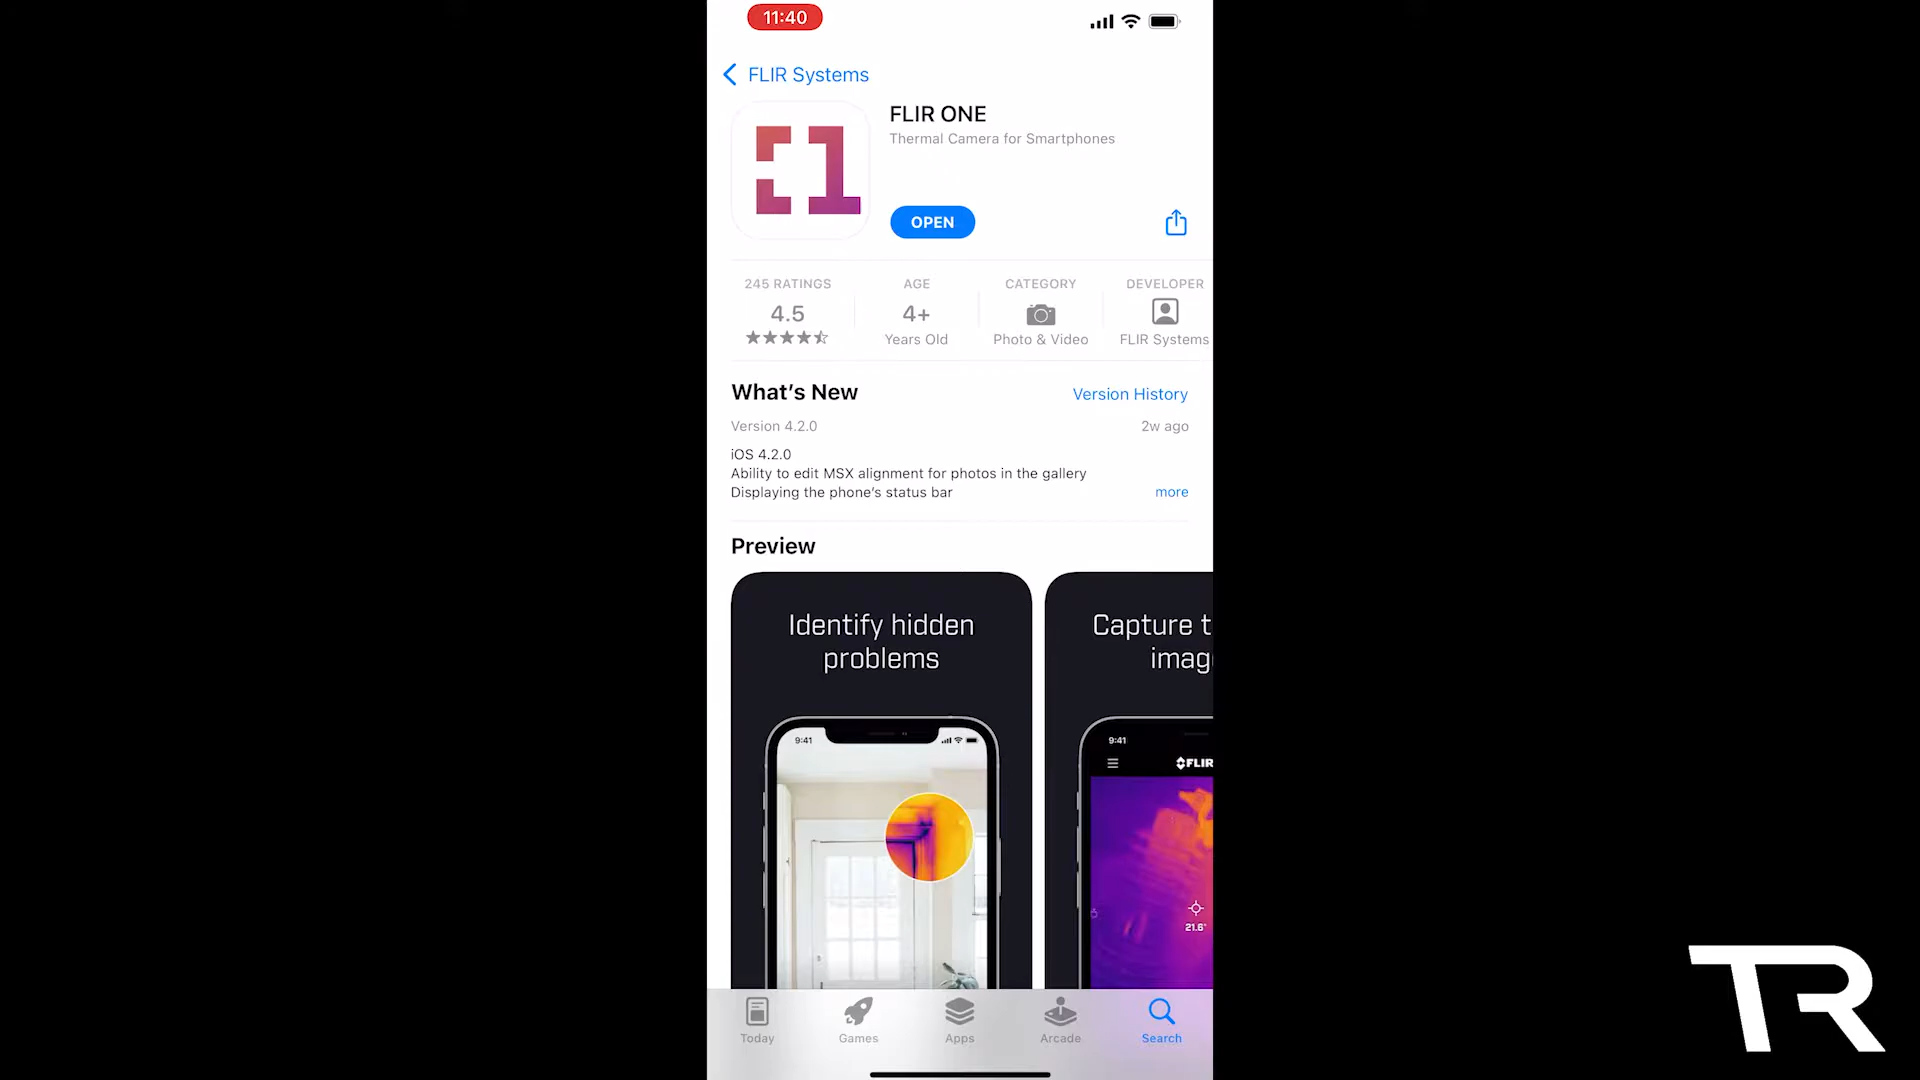 11:40
FLIR Systems
FLIR ONE
Thermal Camera for Smartphones
OPEN
245 RATINGS
4.5
AGE
4+
Years Old
CATEGORY
Photo & Video
DEVELOPER
FLIR Systems
What's New
Version History
Version 4.2.0
2w ago
iOS 4.2.0
Ability to edit MSX alignment for photos in the gallery
Displaying the phone's status bar
more
Preview
Identify hidden
problems
9:41
Capture t
imag
9:41
FLIR
21.6°
Today
Games
Apps
Arcade
Search
TR